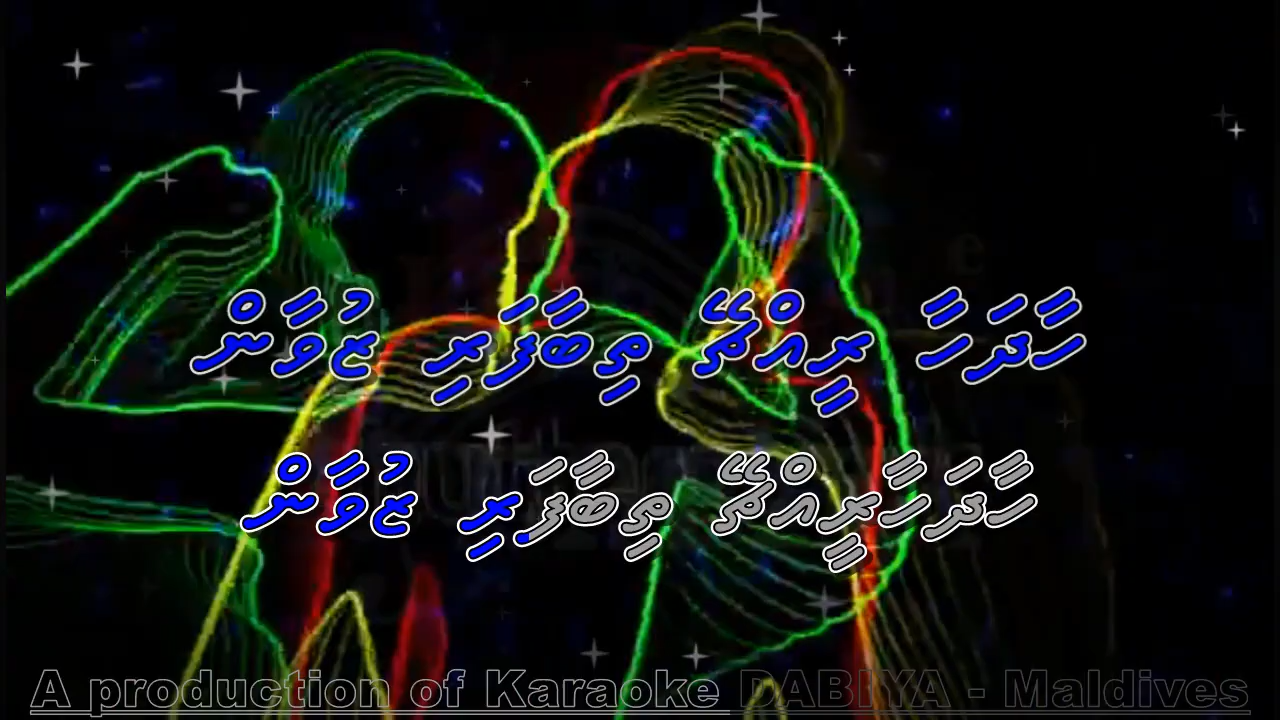 ހާދަހާ ރީއްޗޭ ތިބާފަރި ޒުވާން
ހާދަހާރީއްޗޭ ތިބާފަރި ޒުވާން
A production of Karaoke DABIYA - Maldives